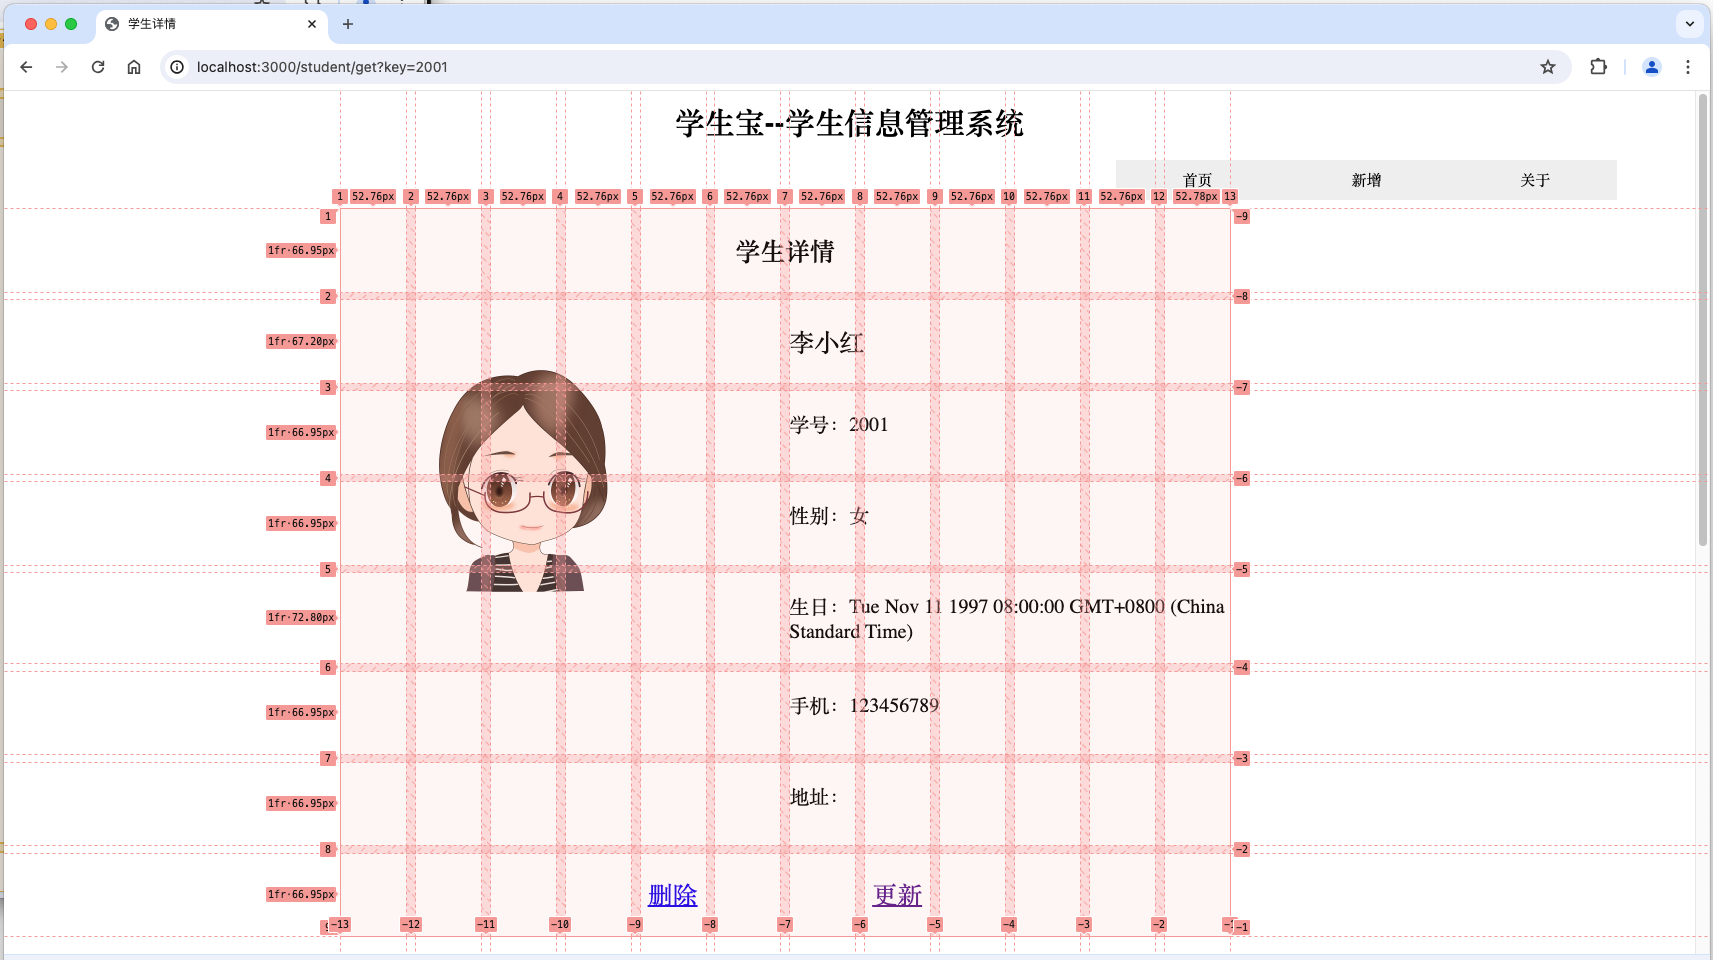 学生详情
localhost:3000/student/get?key=2001
学生宝--学生信息管理系统
首页 新增 关于
1 52.76px 2 52.76px 3 52.76px 4 52.76px 5 52.76px 6 52.76px 7 52.76px 8 52.76px 9 52.76px 10 52.76px 11 52.76px 12 52.78px 13
1 -9
1fr·66.95px 学生详情
2 -8
1fr·67.20px 李小红
3 -7
1fr·66.95px 学号：2001
4 -6
1fr·66.95px 性别：女
5 -5
1fr·72.80px 生日：Tue Nov 11 1997 08:00:00 GMT+0800 (China
Standard Time)
6 -4
1fr·66.95px 手机：123456789
7 -3
1fr·66.95px 地址：
8 -2
1fr·66.95px 删除 更新
-13 -12 -11 -10 -9 -8 -7 -6 -5 -4 -3 -2 -1